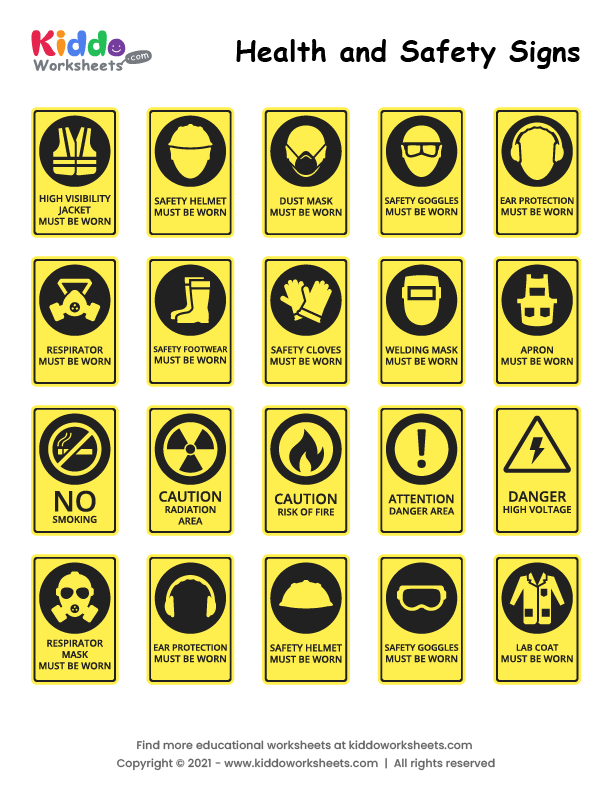 Kiddo
Worksheets
.com
Health and Safety Signs
HIGH VISIBILITY
JACKET
MUST BE WORN
SAFETY HELMET
MUST BE WORN
DUST MASK
MUST BE WORN
SAFETY GOGGLES
MUST BE WORN
EAR PROTECTION
MUST BE WORN
RESPIRATOR
MUST BE WORN
SAFETY FOOTWEAR
MUST BE WORN
SAFETY CLOVES
MUST BE WORN
WELDING MASK
MUST BE WORN
APRON
MUST BE WORN
NO
SMOKING
CAUTION
RADIATION
AREA
CAUTION
RISK OF FIRE
ATTENTION
DANGER AREA
DANGER
HIGH VOLTAGE
RESPIRATOR
MASK
MUST BE WORN
EAR PROTECTION
MUST BE WORN
SAFETY HELMET
MUST BE WORN
SAFETY GOGGLES
MUST BE WORN
LAB COAT
MUST BE WORN
Find more educational worksheets at kiddoworksheets.com
Copyright © 2021 - www.kiddoworksheets.com | All rights reserved